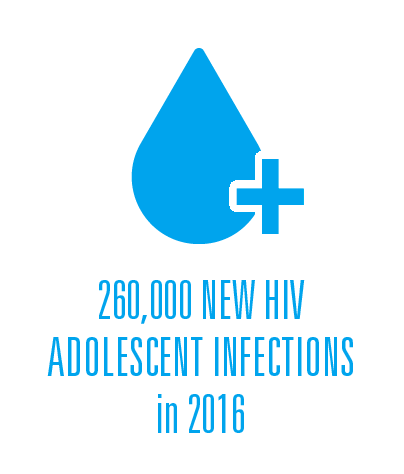 260,000 NEW HIV
ADOLESCENT INFECTIONS
in 2016